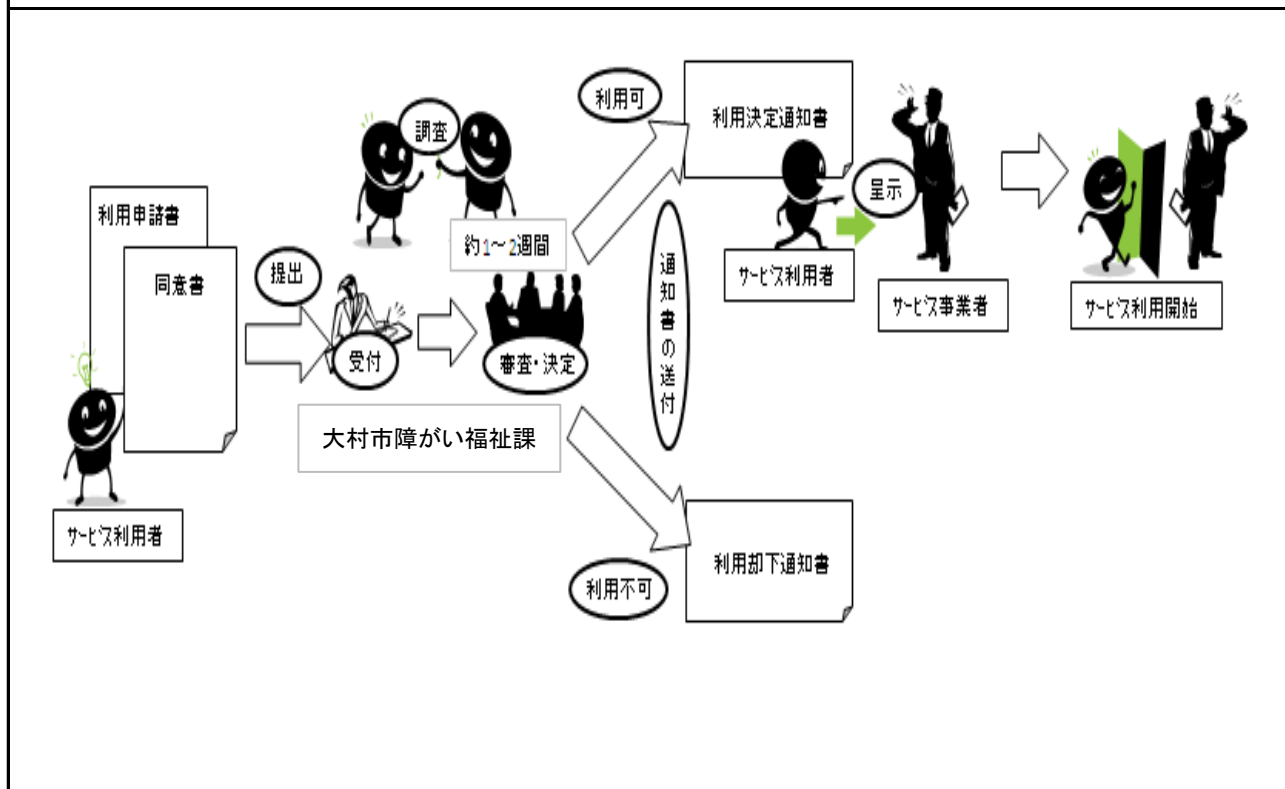 利用申請書
同意書
サービス利用者
提出
受付
調査
約1～2週間
審査・決定
大村市障がい福祉課
利用可
利用不可
通知書の送付
利用決定通知書
サービス利用者
呈示
サービス事業者
サービス利用開始
利用却下通知書